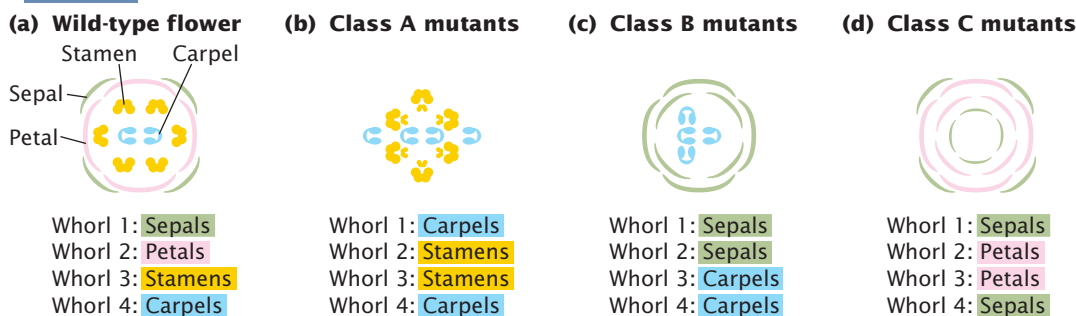 (a) Wild-type flower
Stamen Carpel
Sepal
Petal
Whorl 1: Sepals
Whorl 2: Petals
Whorl 3: Stamens
Whorl 4: Carpels
(b) Class A mutants
Whorl 1: Carpels
Whorl 2: Stamens
Whorl 3: Stamens
Whorl 4: Carpels
(c) Class B mutants
Whorl 1: Sepals
Whorl 2: Sepals
Whorl 3: Carpels
Whorl 4: Carpels
(d) Class C mutants
Whorl 1: Sepals
Whorl 2: Petals
Whorl 3: Petals
Whorl 4: Sepals